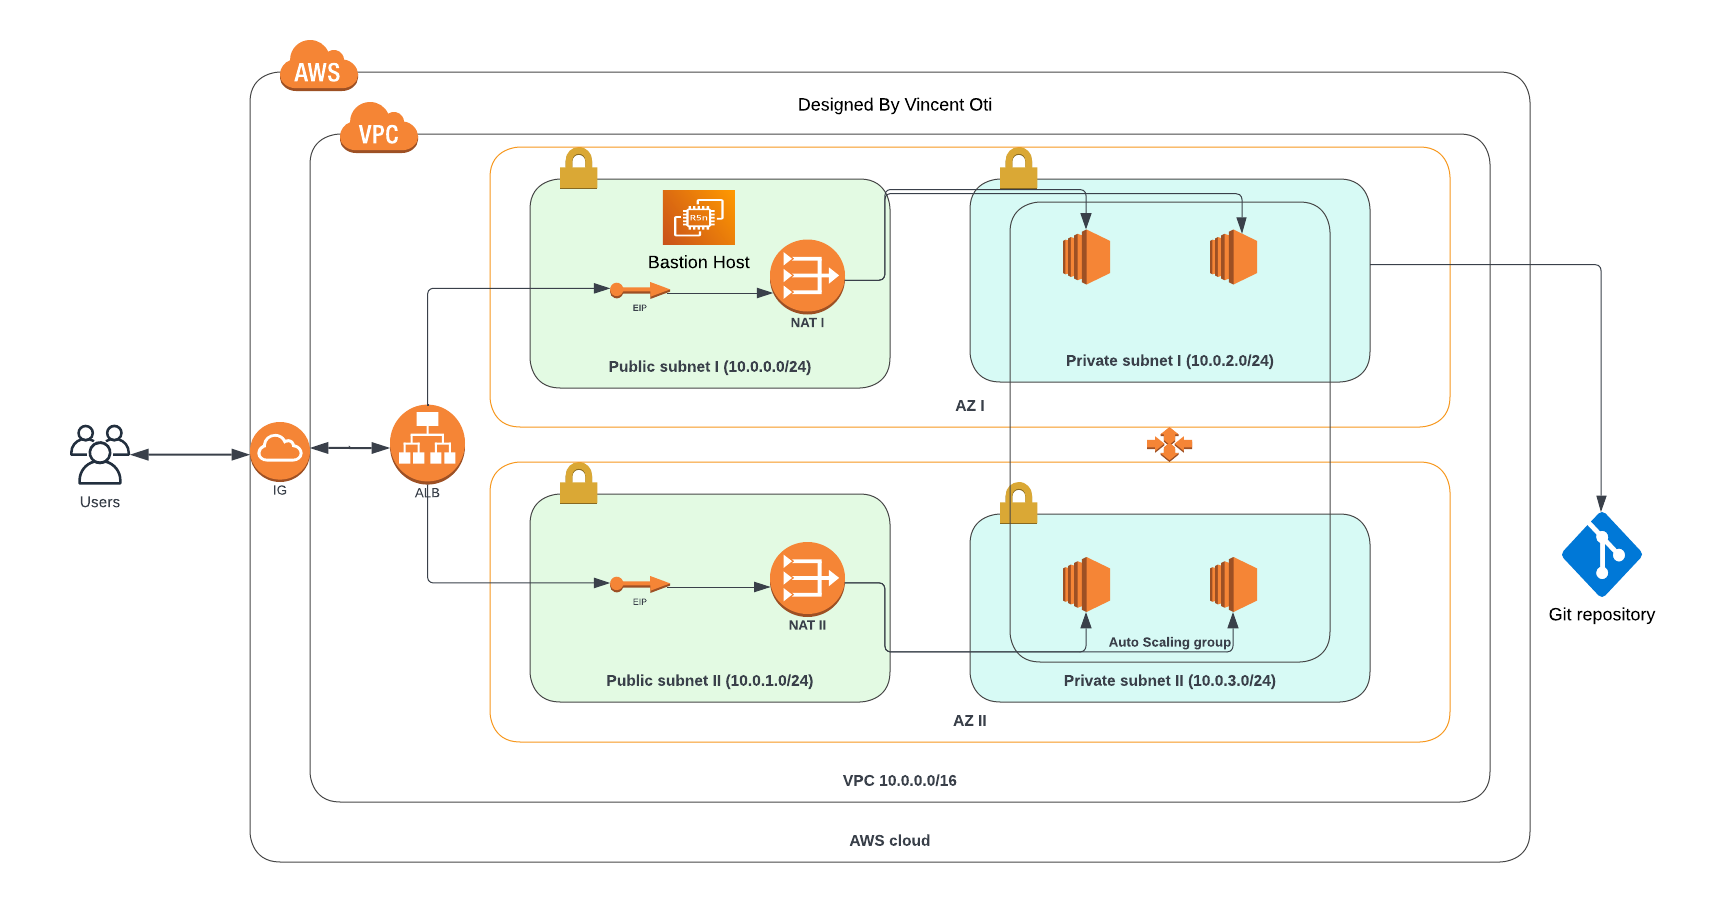 AWS
Designed By Vincent Oti
VPC
R5n
Bastion Host
EIP
NAT I
Public subnet I (10.0.0.0/24)
Private subnet I (10.0.2.0/24)
AZ I
Users
IG
ALB
EIP
NAT II
Auto Scaling group
Public subnet II (10.0.1.0/24)
Private subnet II (10.0.3.0/24)
AZ II
Git repository
VPC 10.0.0.0/16
AWS cloud